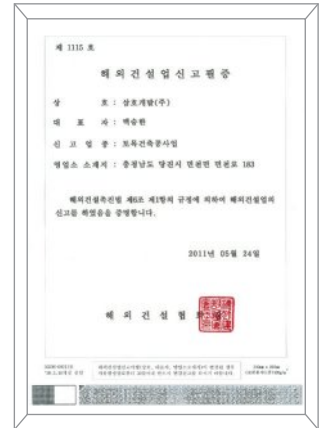 제 1115 호
해 외 건 설 업 신 고 필 증
상 호 : 삼호개발(주)
대 표 자 : 백승한
신 고 업 종 : 토목건축공사업
영업소 소재지 : 충청남도 당진시 면천면 면천로 183
해외건설촉진법 제6조 제1항의 규정에 의하여 해외건설업의
신고를 하였음을 증명합니다.
2011년 05월 24일
해 외 건 설 협